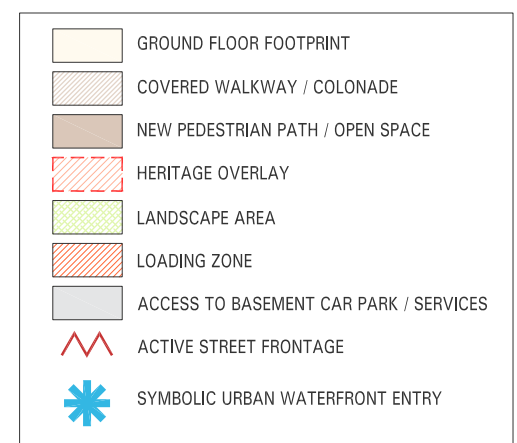 GROUND FLOOR FOOTPRINT
COVERED WALKWAY / COLONADE
NEW PEDESTRIAN PATH / OPEN SPACE
HERITAGE OVERLAY
LANDSCAPE AREA
LOADING ZONE
ACCESS TO BASEMENT CAR PARK / SERVICES
ACTIVE STREET FRONTAGE
SYMBOLIC URBAN WATERFRONT ENTRY